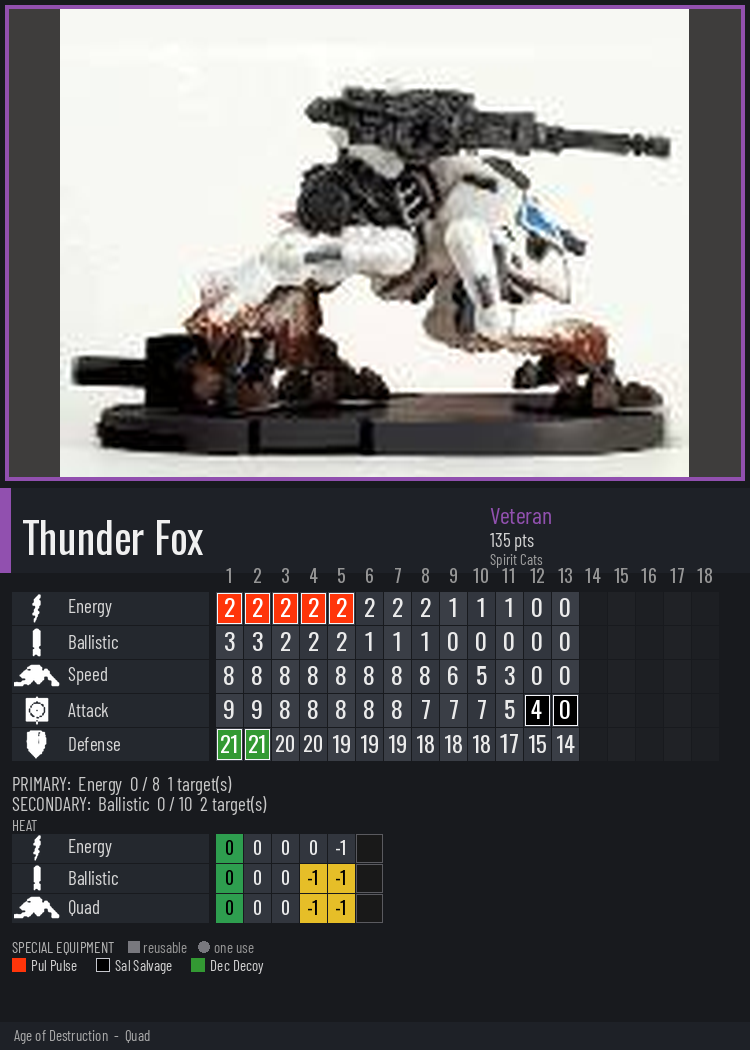 Thunder Fox
Veteran
135 pts
Spirit Cats
1 2 3 4 5 6 7 8 9 10 11 12 13 14 15 16 17 18
Energy 2 2 2 2 2 2 2 2 1 1 1 0 0
Ballistic 3 3 2 2 2 1 1 1 0 0 0 0 0
Speed 8 8 8 8 8 8 8 8 6 5 3 0 0
Attack 9 9 8 8 8 8 8 7 7 7 5 4 0
Defense 21 21 20 20 19 19 19 18 18 18 17 15 14
PRIMARY: Energy 0 / 8 1 target(s)
SECONDARY: Ballistic 0 / 10 2 target(s)
HEAT
Energy 0 0 0 0 -1
Ballistic 0 0 0 -1 -1
Quad 0 0 0 -1 -1
SPECIAL EQUIPMENT reusable one use
Pul Pulse Sal Salvage Dec Decoy
Age of Destruction - Quad